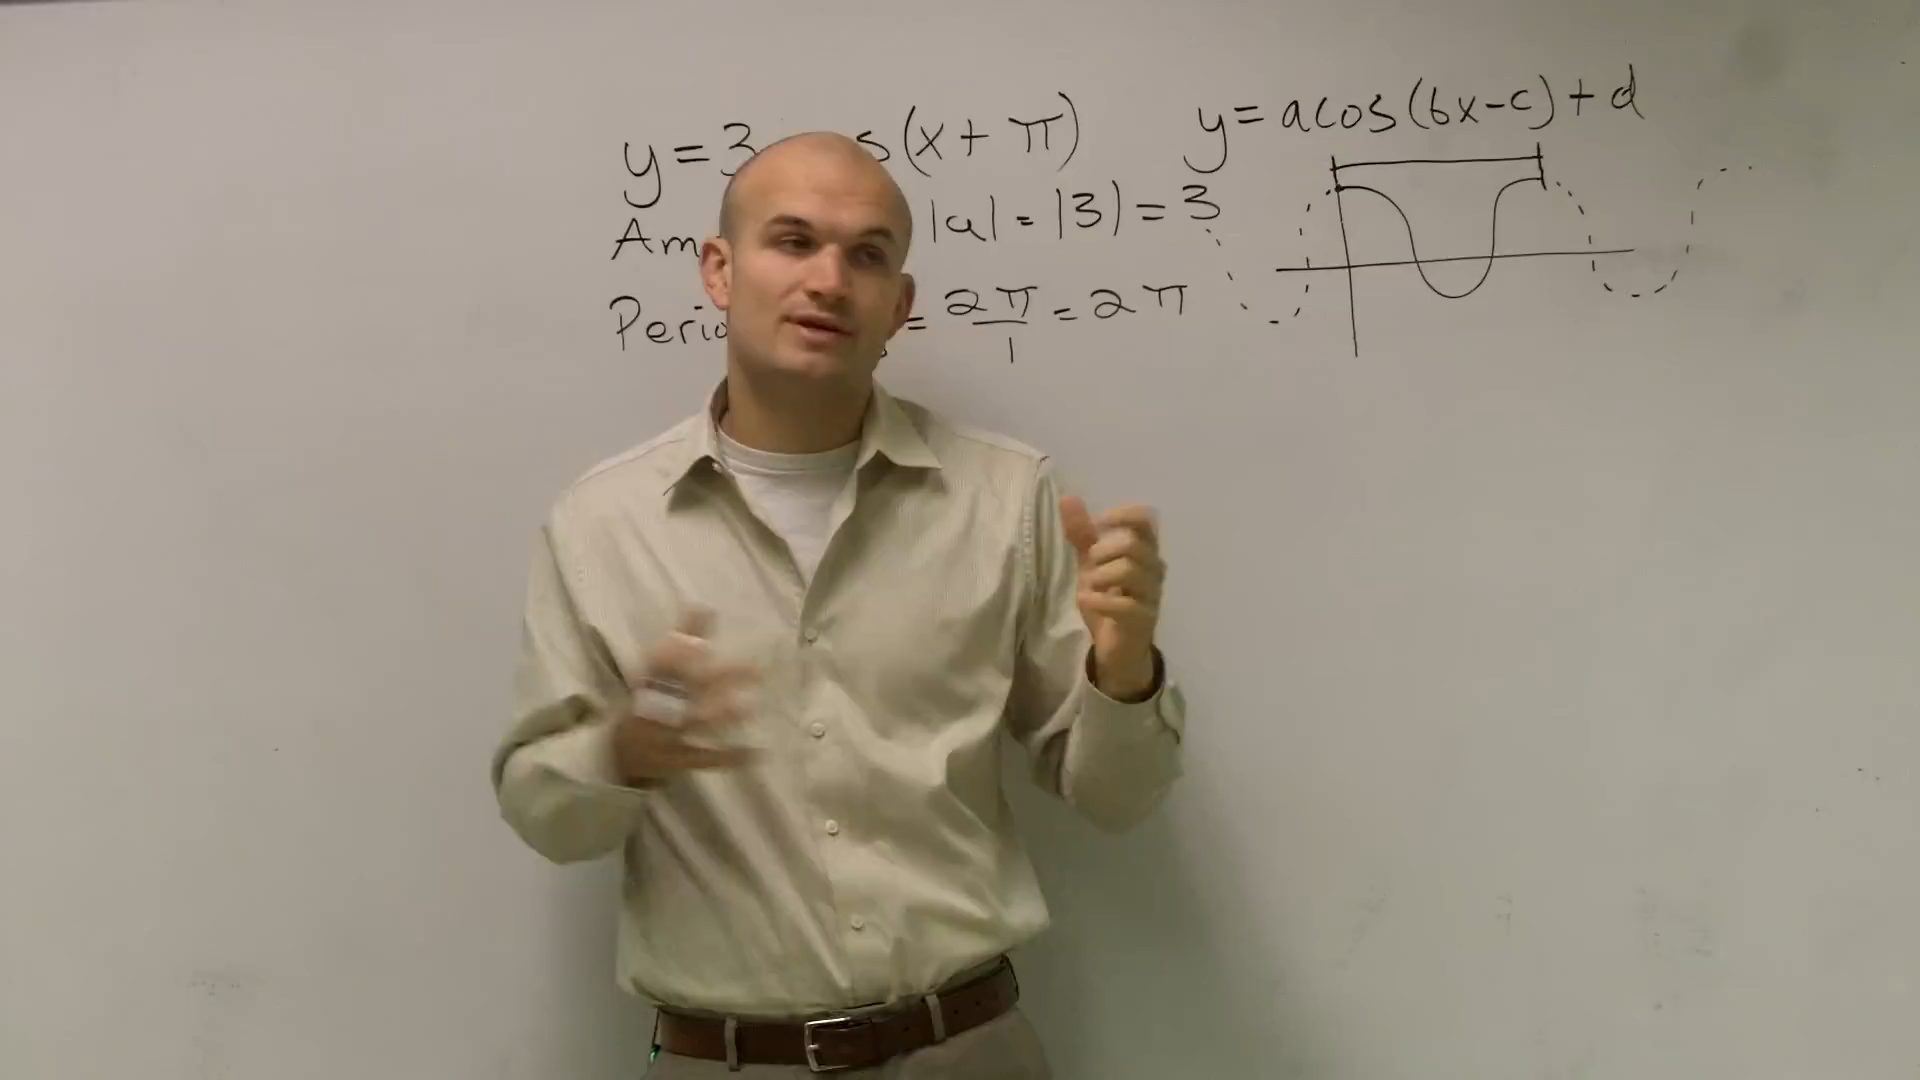 y=3 s(x+π)
y=acos(bx-c)+d
Am |a|=|3|=3
Perio = 2π/1 = 2π